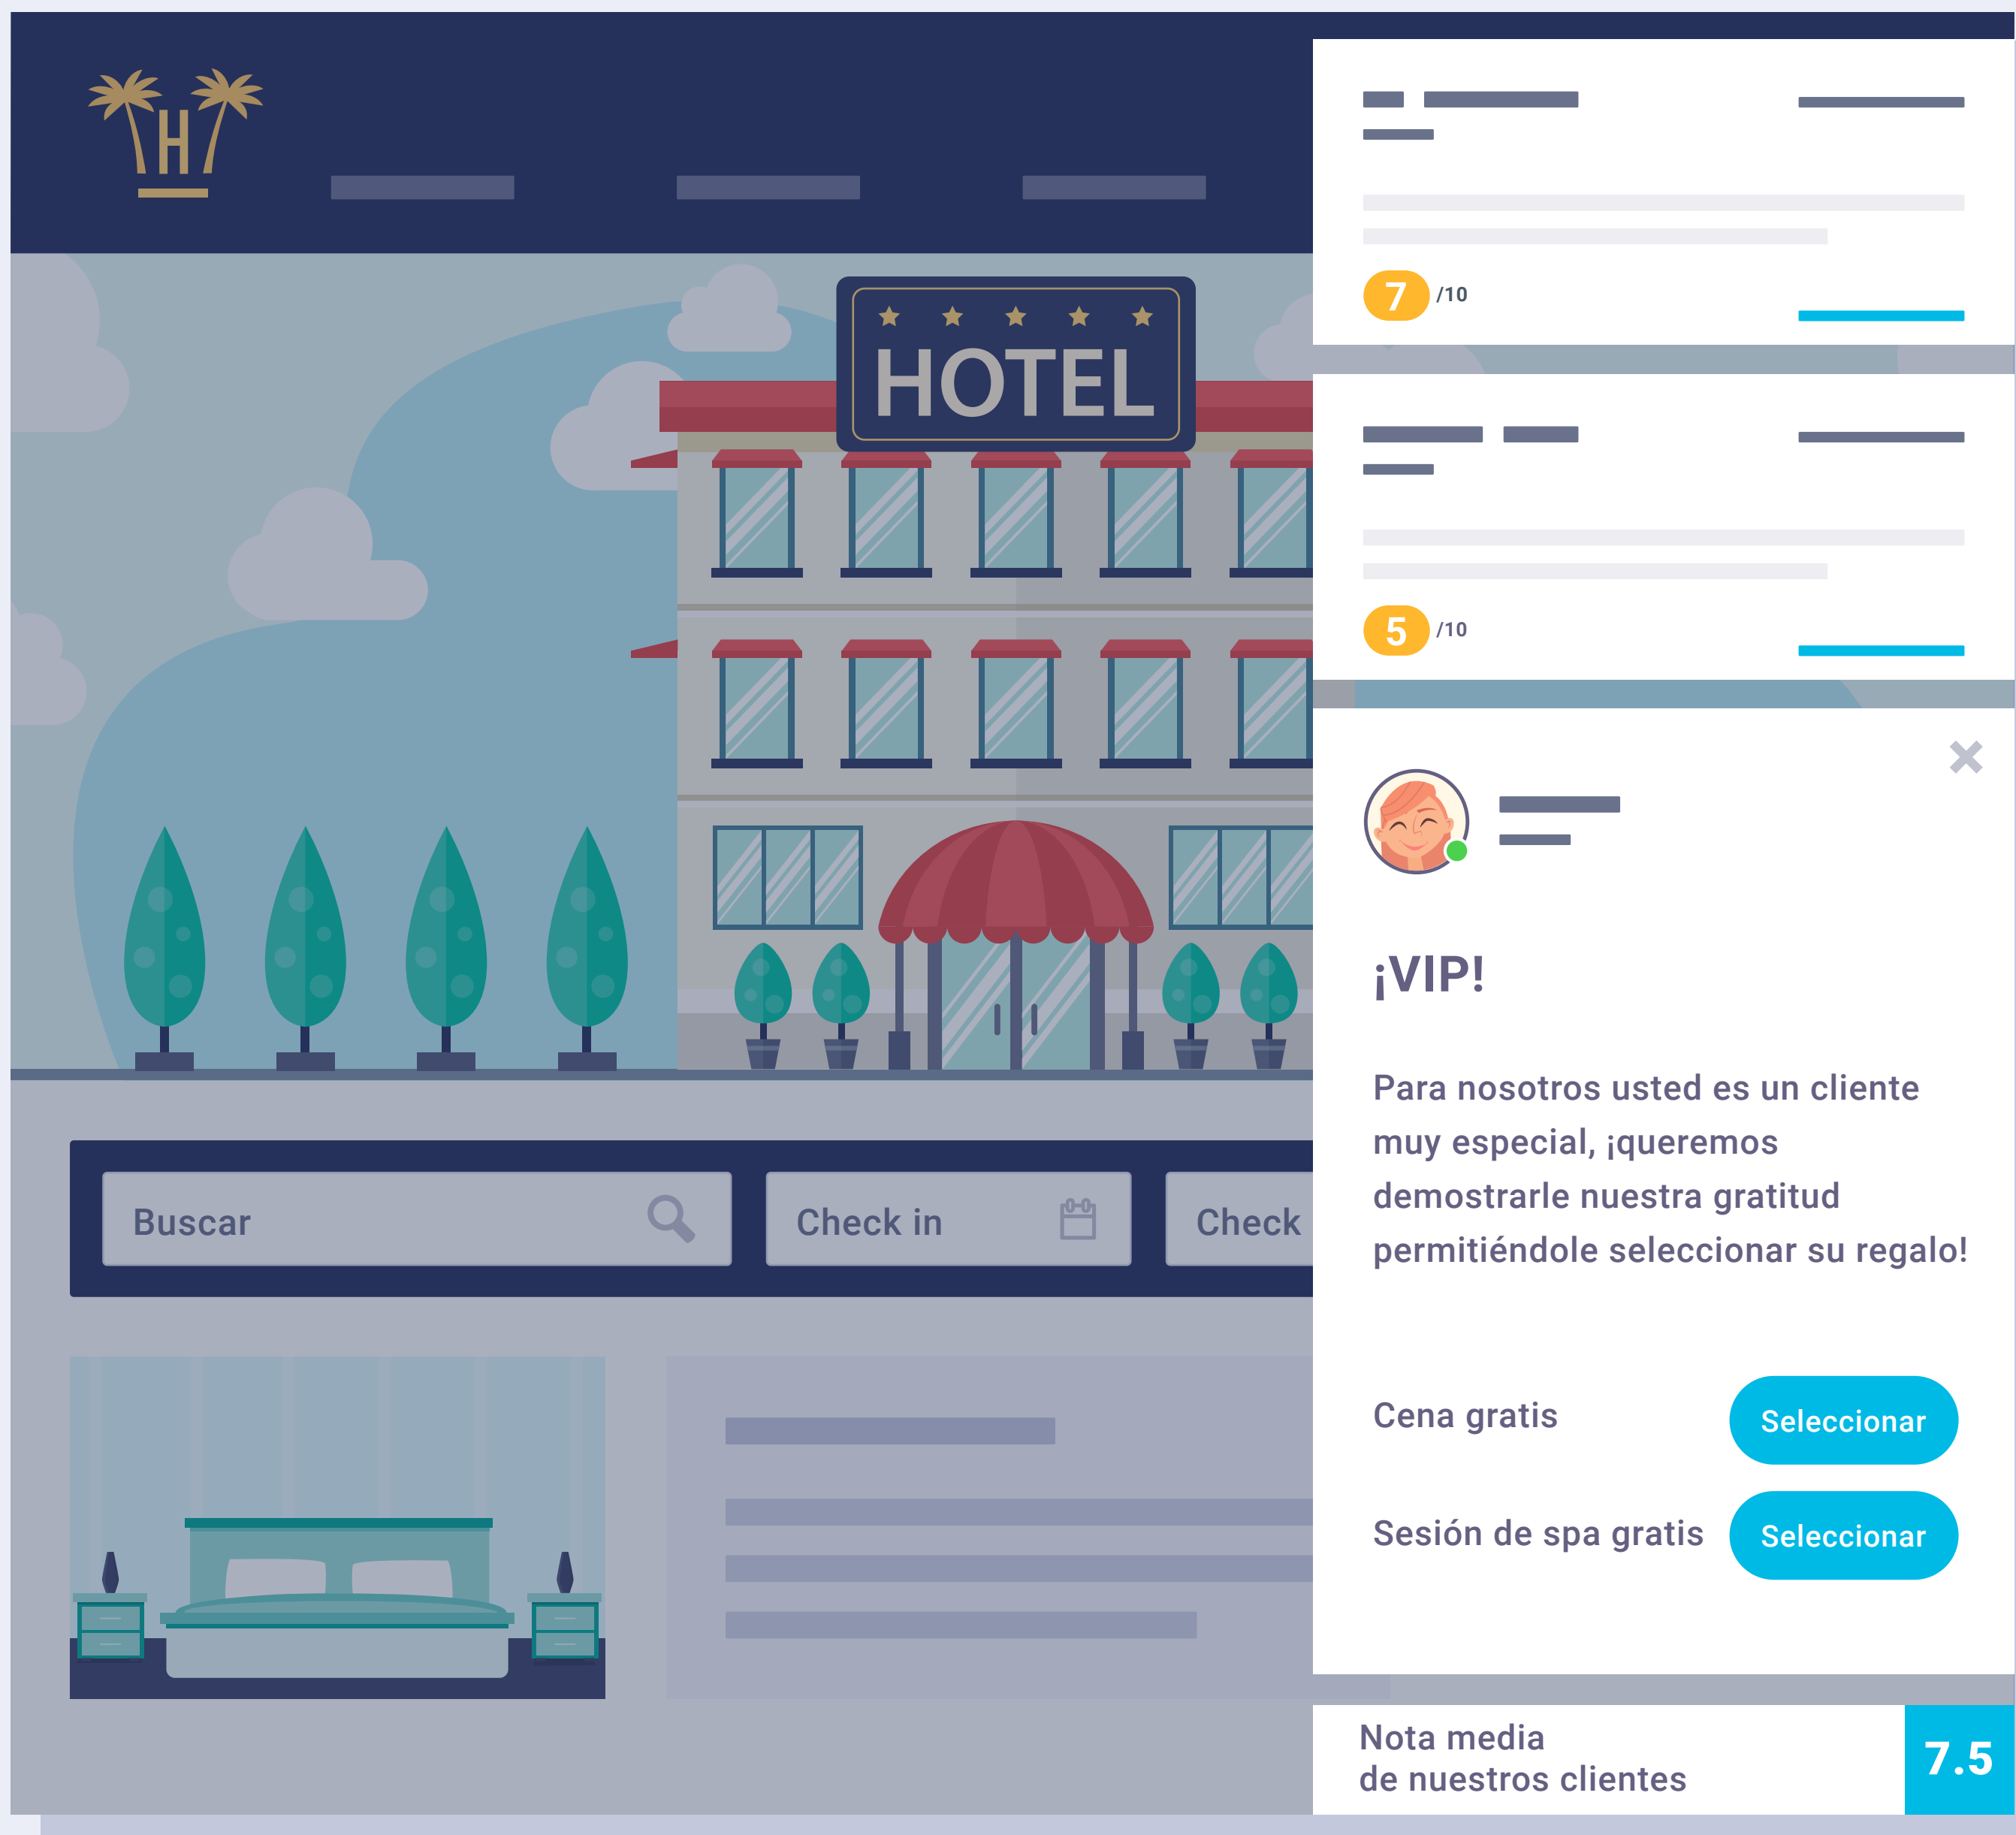 H
HOTEL
7 /10
5 /10
¡VIP!
Para nosotros usted es un cliente
muy especial, ¡queremos
demostrarle nuestra gratitud
permitiéndole seleccionar su regalo!
Buscar
Check in
Check
Cena gratis
Seleccionar
Sesión de spa gratis
Seleccionar
Nota media
de nuestros clientes
7.5